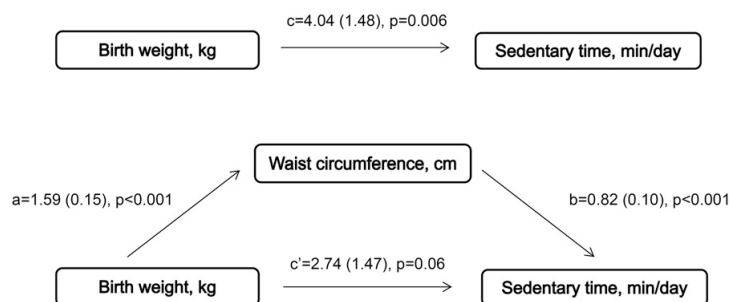 c=4.04 (1.48), p=0.006
Birth weight, kg
Sedentary time, min/day
Waist circumference, cm
a=1.59 (0.15), p<0.001
b=0.82 (0.10), p<0.001
c’=2.74 (1.47), p=0.06
Birth weight, kg
Sedentary time, min/day